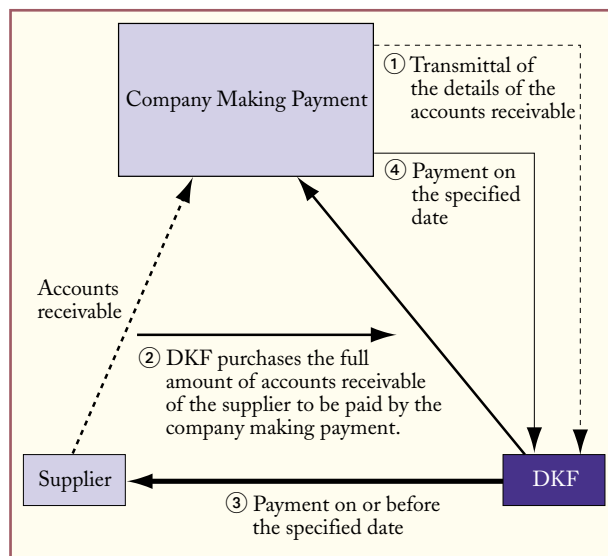 Company Making Payment
① Transmittal of
the details of the
accounts receivable
④ Payment on
the specified
date
Accounts
receivable
② DKF purchases the full
amount of accounts receivable
of the supplier to be paid by the
company making payment.
Supplier
DKF
③ Payment on or before
the specified date